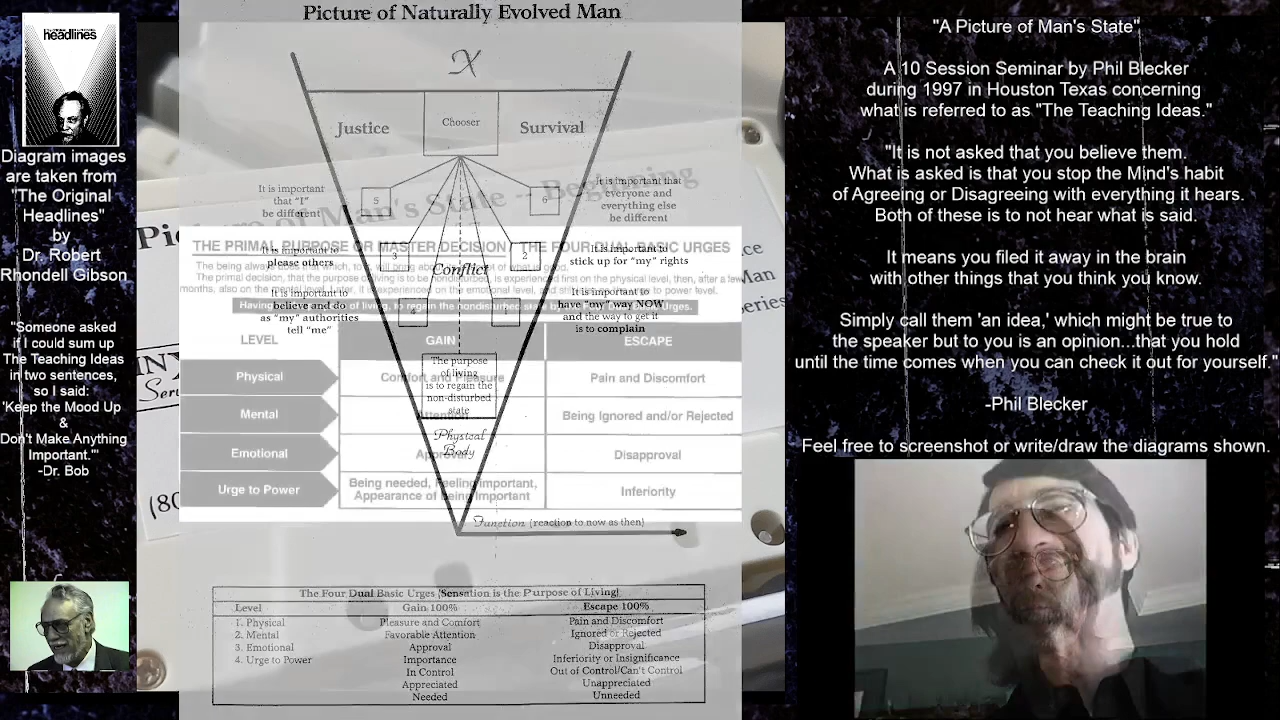 headlines
Diagram images
are taken from
"The Original
Headlines"
by
Dr. Robert
Rhondell Gibson
"Someone asked
if I could sum up
The Teaching Ideas
in two sentences,
so I said:
'Keep the Mood Up
&
Don't Make Anything
Important.'"
-Dr. Bob
Picture of Naturally Evolved Man
X
Justice
Chooser
Survival
It is important
that "I"
be different
5
6
It is important that
everyone and
everything else
be different
It is important to
please others
3
Conflict
2
It is important to
stick up for "my" rights
It is important to
believe and do
as "my" authorities
tell "me"
It is important to
have "my" way NOW
and the way to get it
is to complain
The purpose
of living
is to regain the
non-disturbed
state
Physical
Body
Function (reaction to now as then)
Picture of Man's State -- Beginning
THE PRIMAL PURPOSE OR MASTER DECISION
THE FOUR
URGES
LEVEL
GAIN
ESCAPE
Physical
Comfort and Pleasure
Pain and Discomfort
Mental
Attention
Being Ignored and/or Rejected
Emotional
Approval
Disapproval
Urge to Power
Being needed, Feeling important,
Appearance of being Important
Inferiority
(80
The Four Dual Basic Urges [Sensation is the Purpose of Living]
Level
Gain 100%
Escape 100%
1. Physical
Pleasure and Comfort
Pain and Discomfort
2. Mental
Favorable Attention
Ignored or Rejected
3. Emotional
Approval
Disapproval
4. Urge to Power
Importance
Inferiority or Insignificance
In Control
Out of Control/Can't Control
Appreciated
Unappreciated
Needed
Unneeded
"A Picture of Man's State"
A 10 Session Seminar by Phil Blecker
during 1997 in Houston Texas concerning
what is referred to as "The Teaching Ideas."
"It is not asked that you believe them.
What is asked is that you stop the Mind's habit
of Agreeing or Disagreeing with everything it hears.
Both of these is to not hear what is said.
It means you filed it away in the brain
with other things that you think you know.
Simply call them 'an idea,' which might be true to
the speaker but to you is an opinion...that you hold
until the time comes when you can check it out for yourself."
-Phil Blecker
Feel free to screenshot or write/draw the diagrams shown.